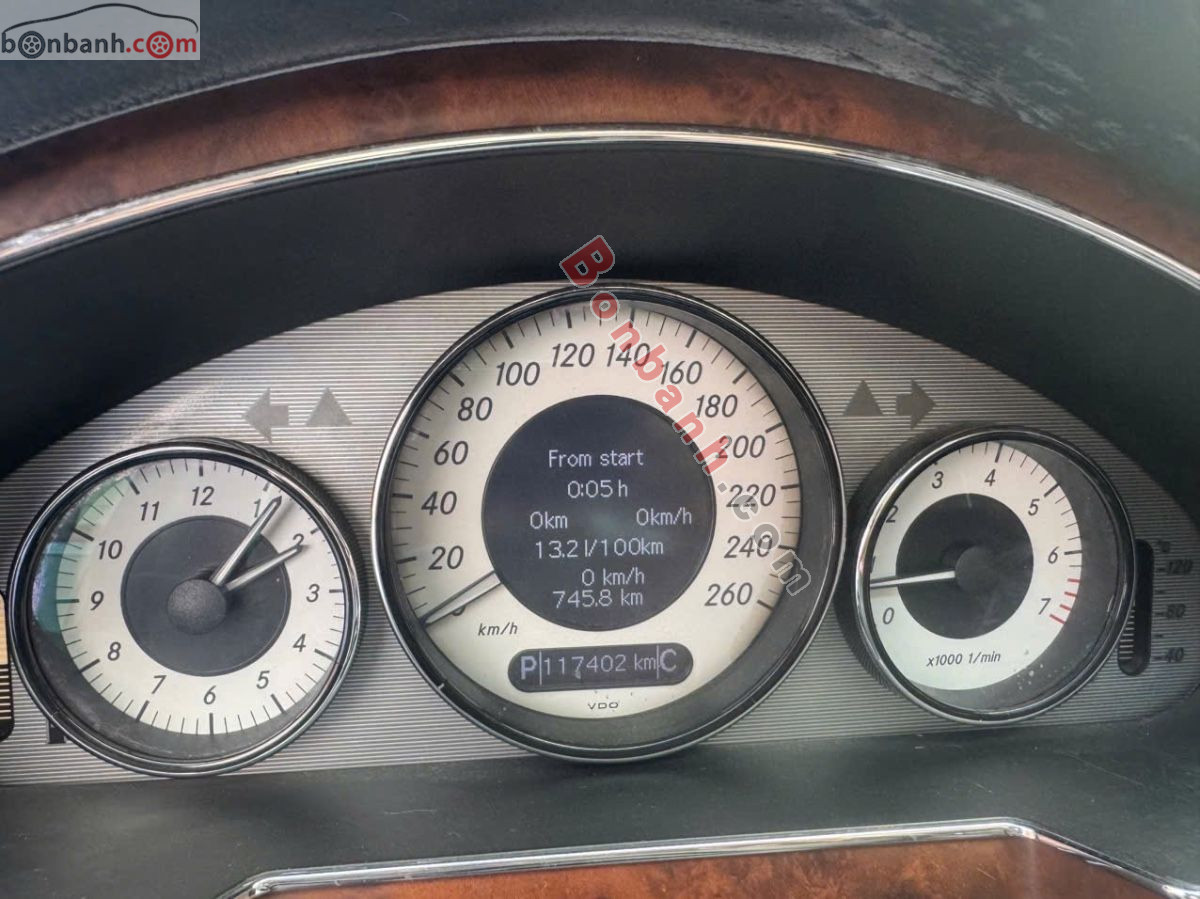 bonbanh.com
Bonbanh.com
12 1 2 3 4 5 6 7 8 9 10 11
20 40 60 80 100 120 140 160 180 200 220 240 260
km/h
From start
0:05 h
0km 0km/h
13.2l/100km
0 km/h
745.8 km
P 117402 km C
VDO
0 2 3 4 5 6 7
x1000 1/min
°C
120
80
40